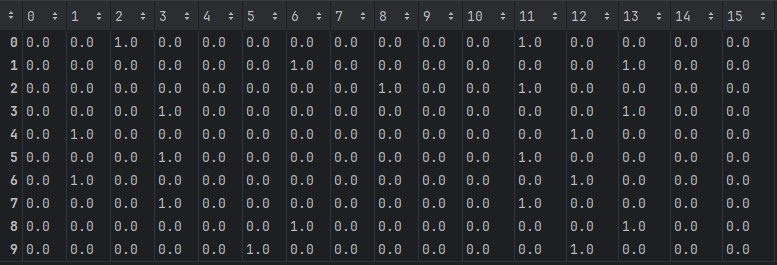 0 1 2 3 4 5 6 7 8 9 10 11 12 13 14 15
0 0.0 0.0 1.0 0.0 0.0 0.0 0.0 0.0 0.0 0.0 0.0 1.0 0.0 0.0 0.0 0.0
1 0.0 0.0 0.0 0.0 0.0 0.0 1.0 0.0 0.0 0.0 0.0 0.0 0.0 1.0 0.0 0.0
2 0.0 0.0 0.0 0.0 0.0 0.0 0.0 0.0 1.0 0.0 0.0 1.0 0.0 0.0 0.0 0.0
3 0.0 0.0 0.0 1.0 0.0 0.0 0.0 0.0 0.0 0.0 0.0 0.0 0.0 1.0 0.0 0.0
4 0.0 1.0 0.0 0.0 0.0 0.0 0.0 0.0 0.0 0.0 0.0 0.0 1.0 0.0 0.0 0.0
5 0.0 0.0 0.0 1.0 0.0 0.0 0.0 0.0 0.0 0.0 0.0 1.0 0.0 0.0 0.0 0.0
6 0.0 1.0 0.0 0.0 0.0 0.0 0.0 0.0 0.0 0.0 0.0 0.0 1.0 0.0 0.0 0.0
7 0.0 0.0 0.0 1.0 0.0 0.0 0.0 0.0 0.0 0.0 0.0 1.0 0.0 0.0 0.0 0.0
8 0.0 0.0 0.0 0.0 0.0 0.0 1.0 0.0 0.0 0.0 0.0 0.0 0.0 1.0 0.0 0.0
9 0.0 0.0 0.0 0.0 0.0 1.0 0.0 0.0 0.0 0.0 0.0 0.0 1.0 0.0 0.0 0.0